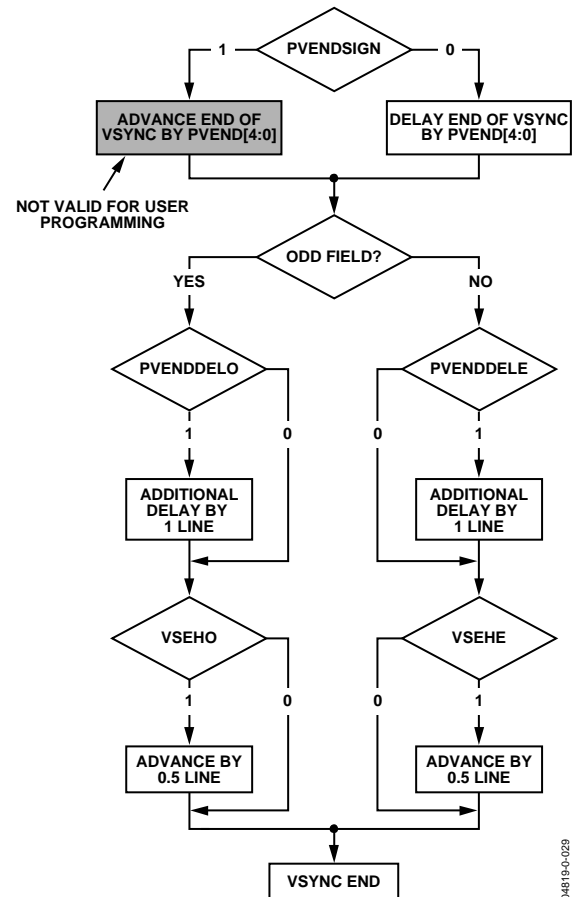 PVENDSIGN
1
0
ADVANCE END OF
VSYNC BY PVEND[4:0]
DELAY END OF VSYNC
BY PVEND[4:0]
NOT VALID FOR USER
PROGRAMMING
ODD FIELD?
YES
NO
PVENDDELO
PVENDDELE
1
0
0
1
ADDITIONAL
DELAY BY
1 LINE
ADDITIONAL
DELAY BY
1 LINE
VSEHO
VSEHE
1
0
0
1
ADVANCE BY
0.5 LINE
ADVANCE BY
0.5 LINE
VSYNC END
04819-0-029